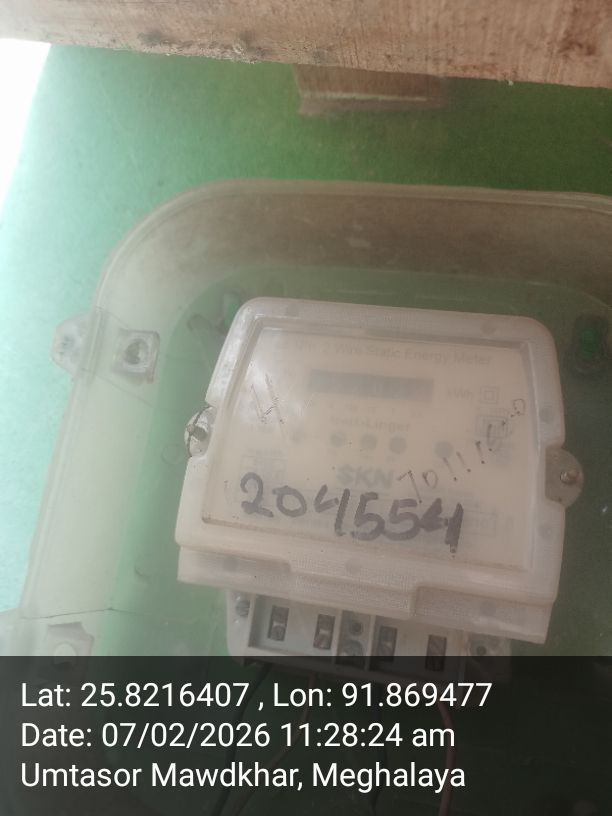 2 Wire Static Energy Meter
kWh
SKN
204554
Lat: 25.8216407 , Lon: 91.869477
Date: 07/02/2026 11:28:24 am
Umtasor Mawdkhar, Meghalaya